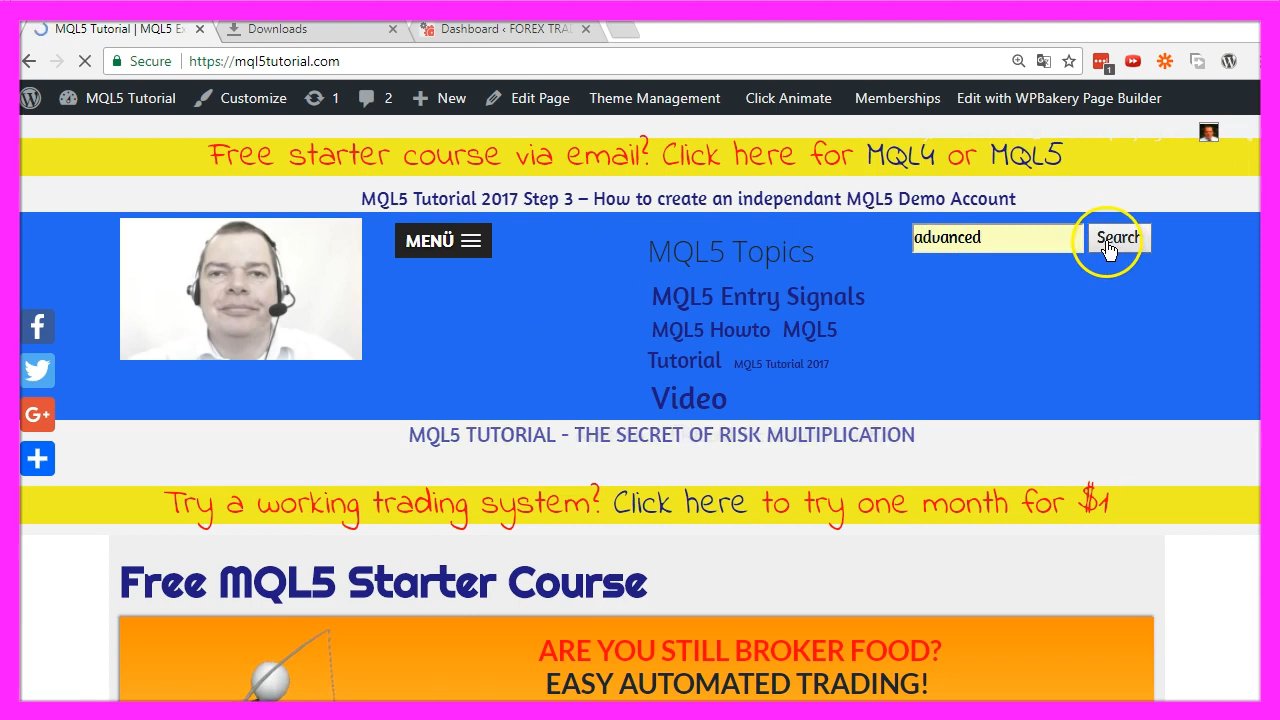 MQL5 Tutorial | MQL5 Ex
Downloads
Dashboard ‹ FOREX TRAD
Secure
https://mql5tutorial.com
1
MQL5 Tutorial
Customize
1
2
New
Edit Page
Theme Management
Click Animate
Memberships
Edit with WPBakery Page Builder
Free starter course via email? Click here for MQL4 or MQL5
MQL5 Tutorial 2017 Step 3 – How to create an independant MQL5 Demo Account
MENÜ
MQL5 Topics
advanced
Search
MQL5 Entry Signals
MQL5 Howto MQL5
Tutorial MQL5 Tutorial 2017
Video
MQL5 TUTORIAL - THE SECRET OF RISK MULTIPLICATION
Try a working trading system? Click here to try one month for $1
Free MQL5 Starter Course
ARE YOU STILL BROKER FOOD?
EASY AUTOMATED TRADING!